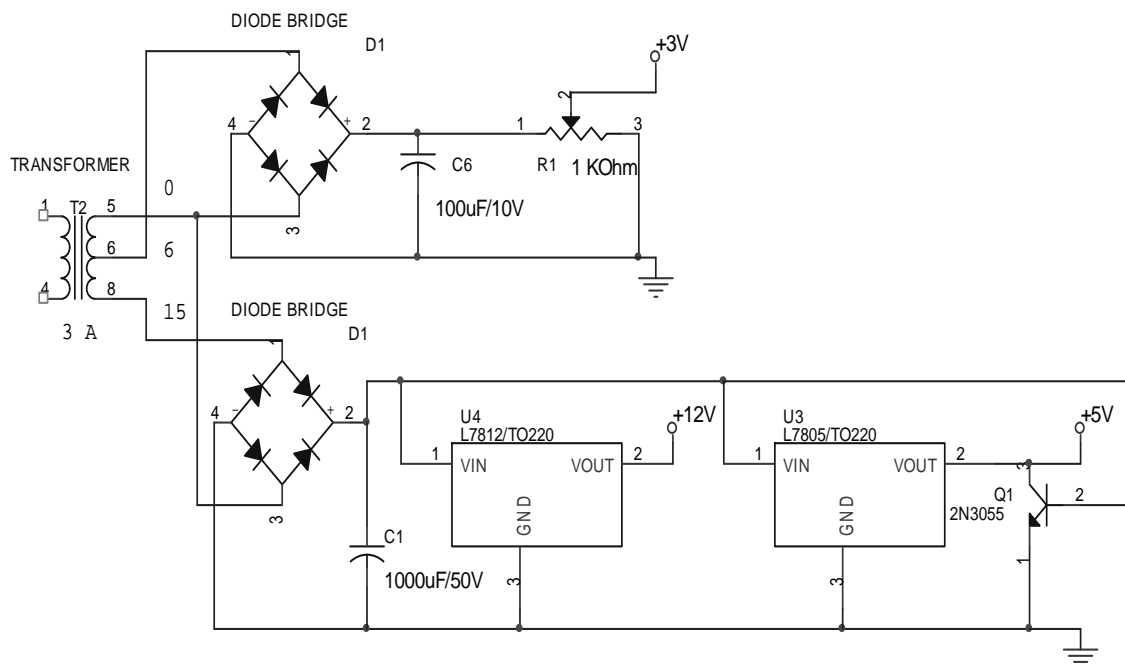 DIODE BRIDGE
D1
1
4
2
3
- +
C6
100uF/10V
+3V
2
1
3
R1
1 KOhm
TRANSFORMER
T2
1
4
5
6
8
0
6
15
3 A
DIODE BRIDGE
D1
1
4
2
3
- +
C1
1000uF/50V
U4
L7812/TO220
1
VIN
VOUT
2
GND
3
+12V
U3
L7805/TO220
1
VIN
VOUT
2
GND
3
+5V
3
Q1
2N3055
2
1